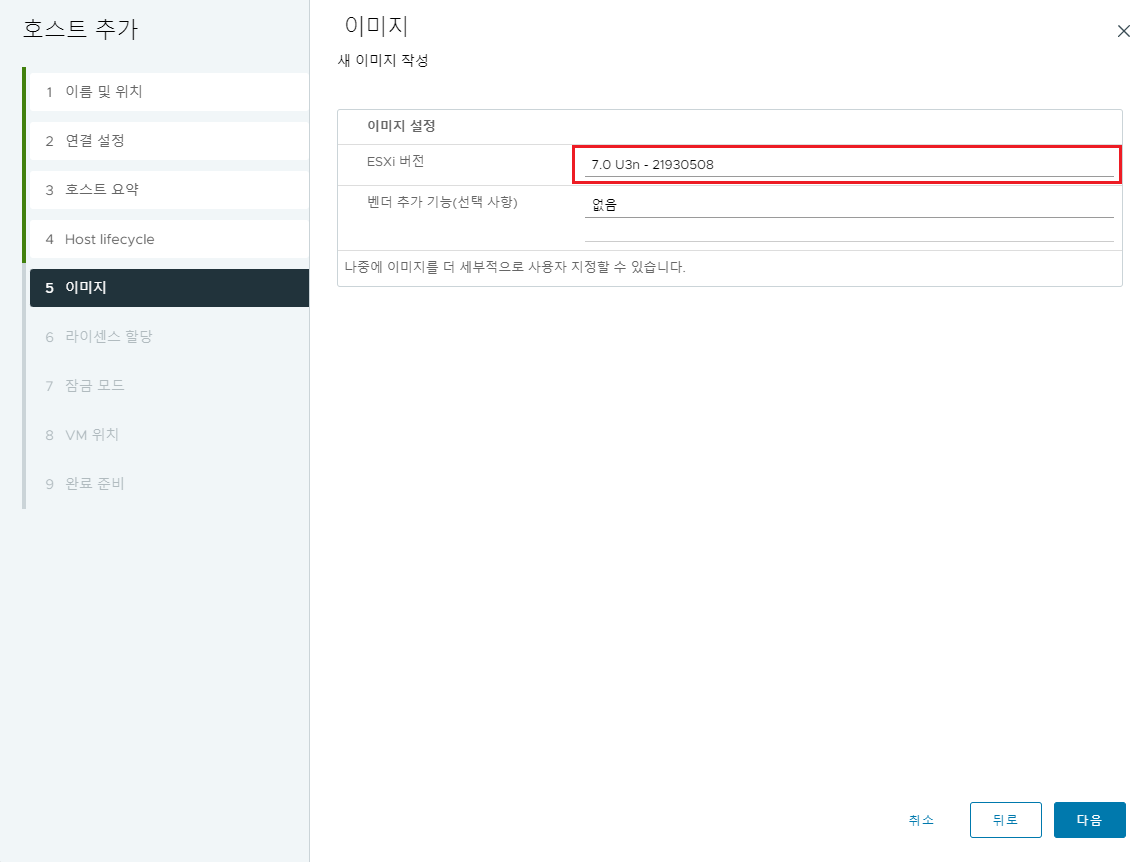 호스트 추가
1 이름 및 위치
2 연결 설정
3 호스트 요약
4 Host lifecycle
5 이미지
6 라이센스 할당
7 잠금 모드
8 VM 위치
9 완료 준비
이미지
새 이미지 작성
이미지 설정
ESXi 버전
7.0 U3n - 21930508
벤더 추가 기능(선택 사항)
없음
나중에 이미지를 더 세부적으로 사용자 지정할 수 있습니다.
취소
뒤로
다음